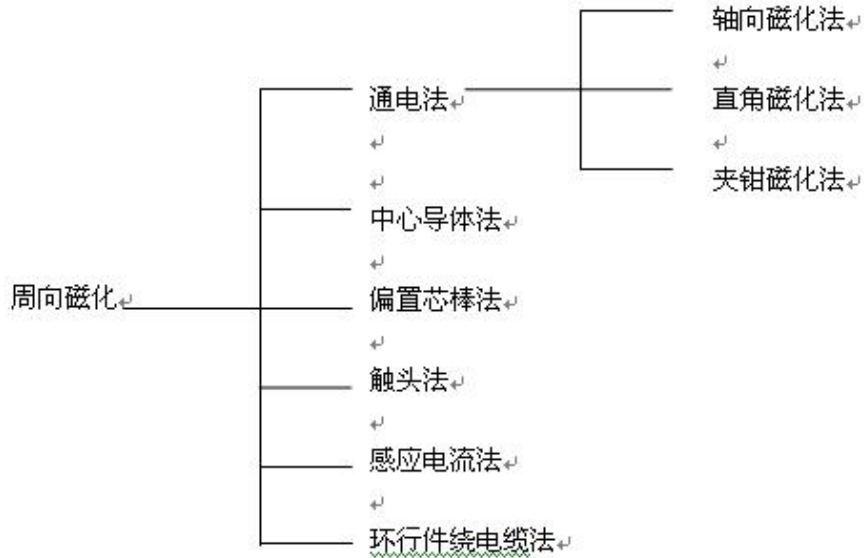 轴向磁化法
通电法
直角磁化法
夹钳磁化法
中心导体法
周向磁化
偏置芯棒法
触头法
感应电流法
环行件绕电缆法